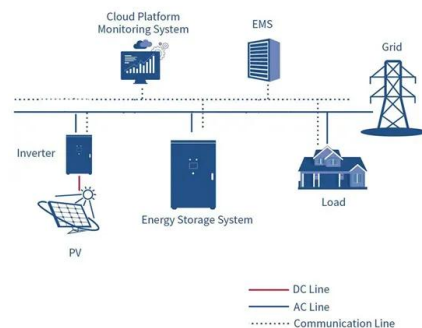 Cloud Platform
Monitoring System
EMS
Grid
Inverter
Energy Storage System
Load
PV
DC Line
AC Line
Communication Line